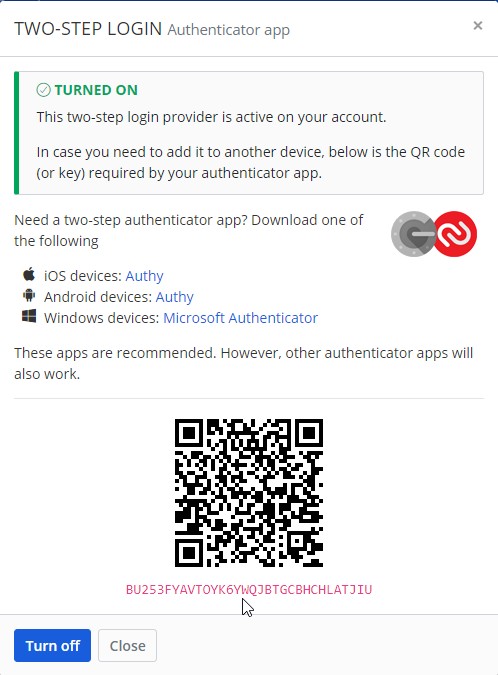 TWO-STEP LOGIN Authenticator app
×
TURNED ON
This two-step login provider is active on your account.
In case you need to add it to another device, below is the QR code
(or key) required by your authenticator app.
Need a two-step authenticator app? Download one of
the following
iOS devices: Authy
Android devices: Authy
Windows devices: Microsoft Authenticator
These apps are recommended. However, other authenticator apps will
also work.
BU253FYAVTOYK6YWQJBTGCBHCHLATJIU
Turn off
Close